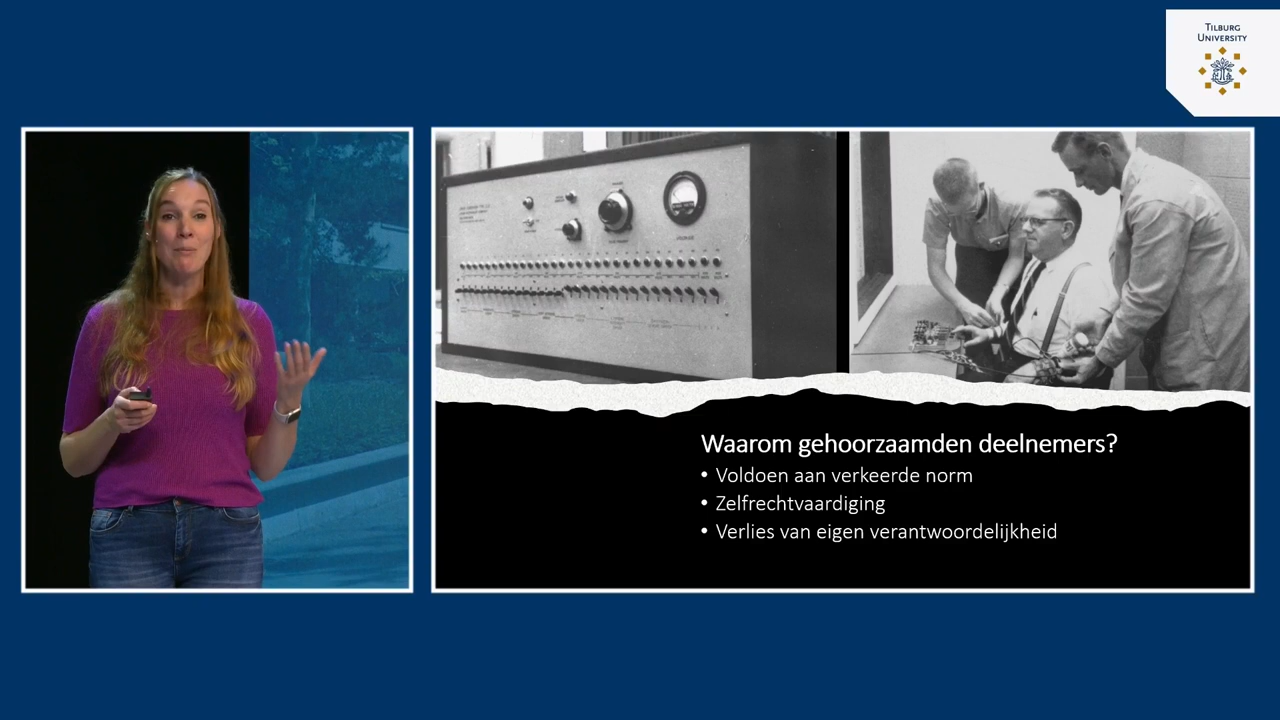 TILBURG
UNIVERSITY
Waarom gehoorzaamden deelnemers?
• Voldoen aan verkeerde norm
• Zelfrechtvaardiging
• Verlies van eigen verantwoordelijkheid